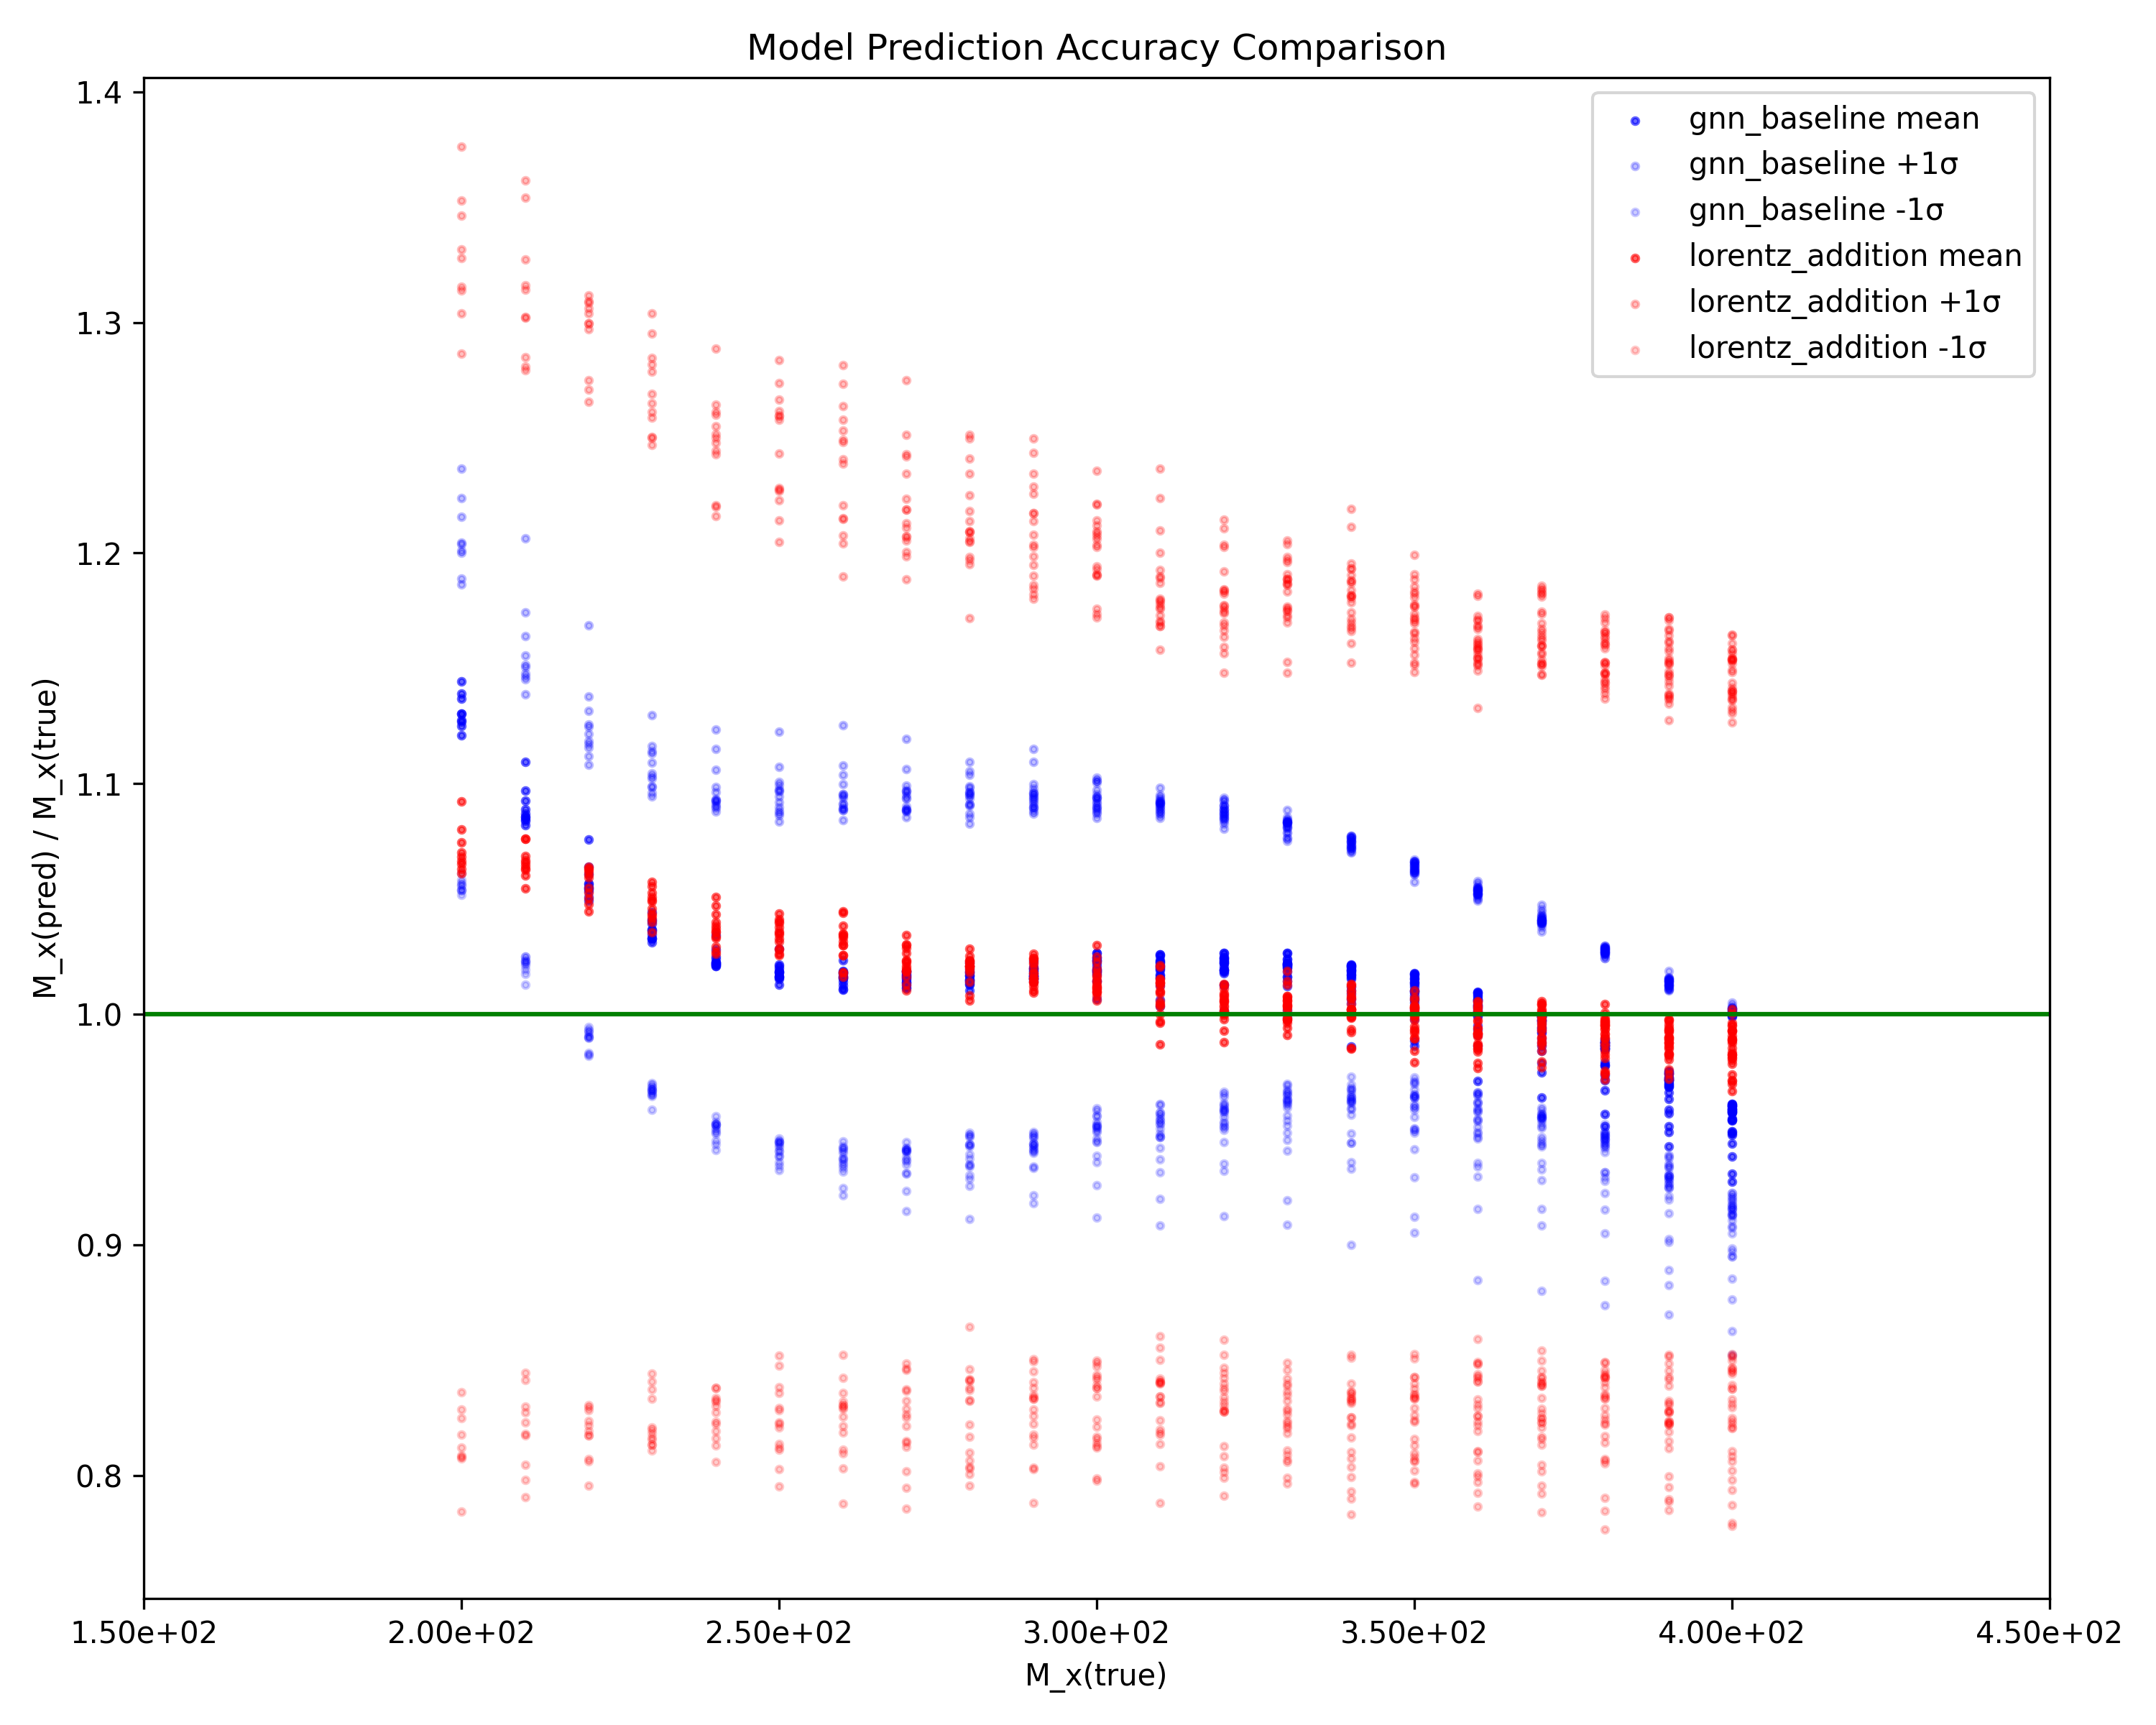 Model Prediction Accuracy Comparison
1.4
1.3
1.2
1.1
1.0
0.9
0.8
M_x(pred) / M_x(true)
gnn_baseline mean
gnn_baseline +1σ
gnn_baseline -1σ
lorentz_addition mean
lorentz_addition +1σ
lorentz_addition -1σ
1.50e+02 2.00e+02 2.50e+02 3.00e+02 3.50e+02 4.00e+02 4.50e+02
M_x(true)